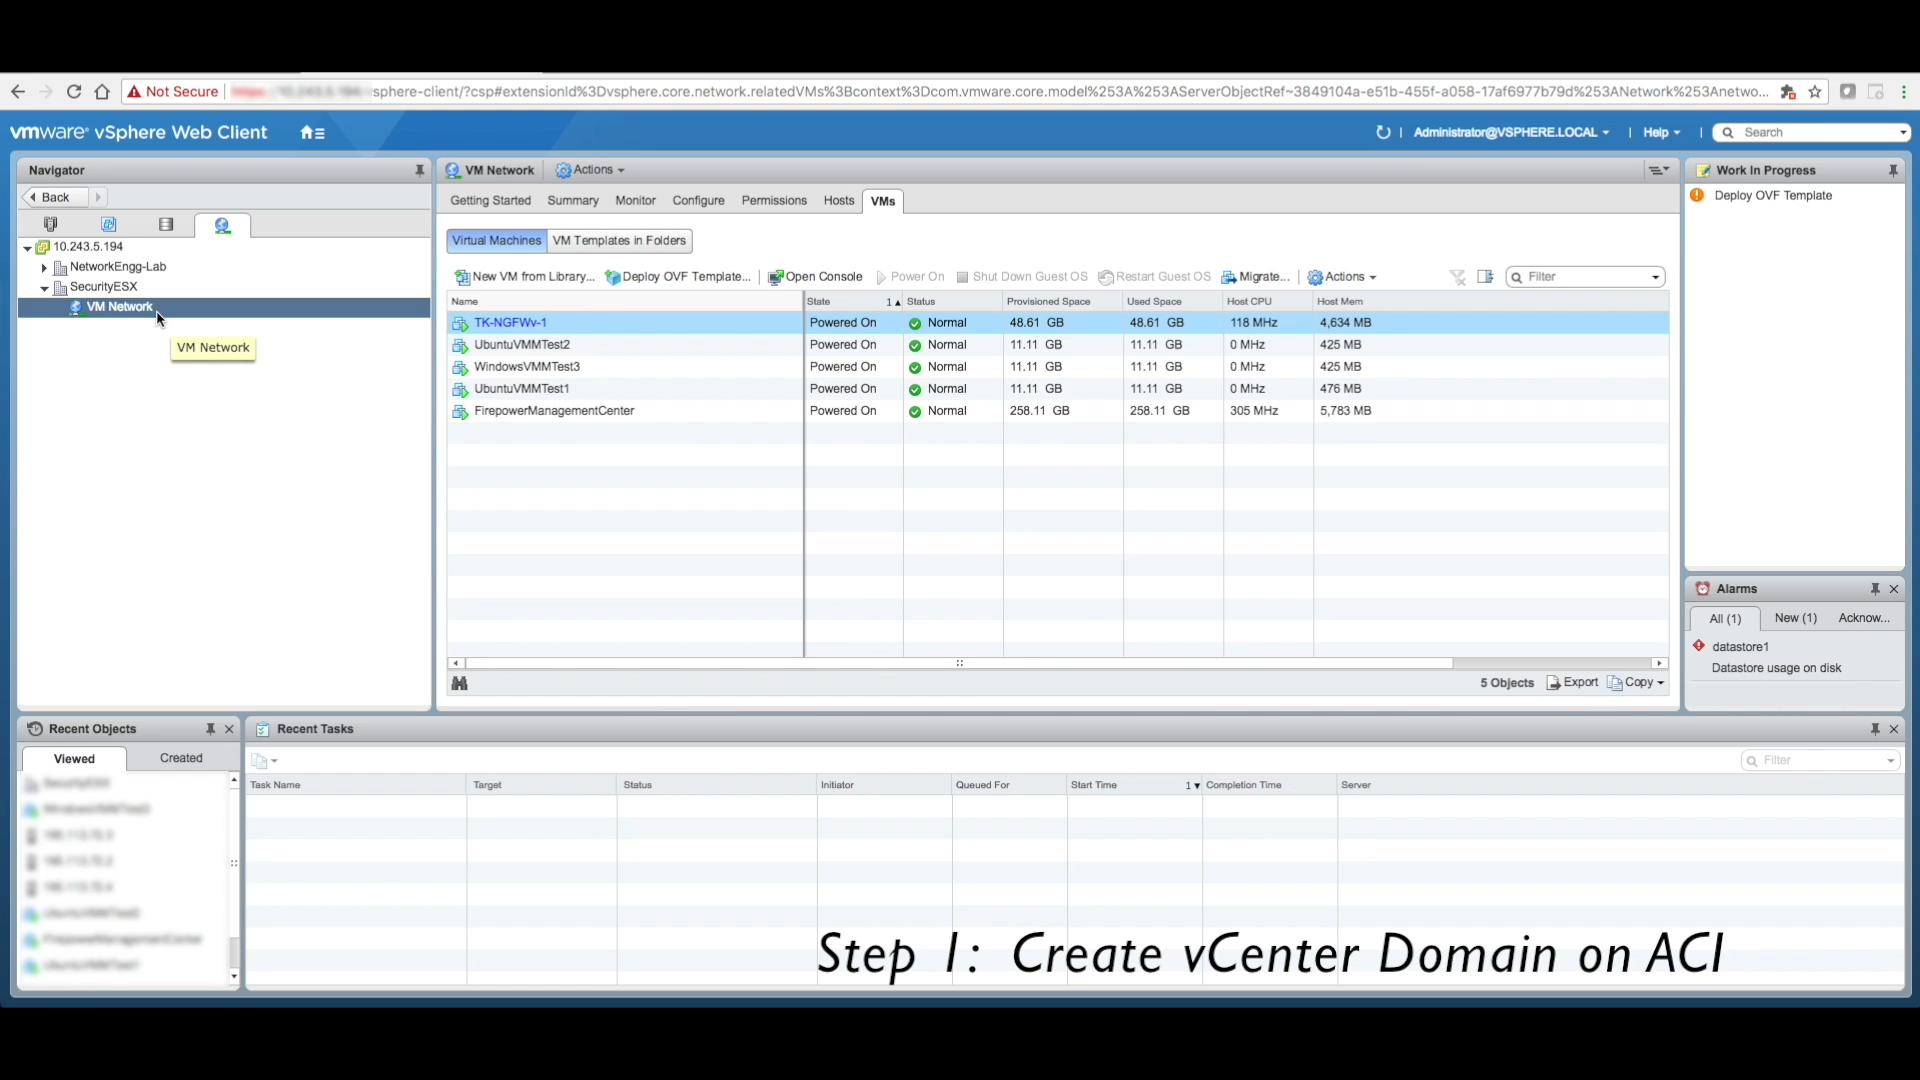 Not Secure
sphere-client/?csp#extensionId%3Dvsphere.core.network.relatedVMs%3Bcontext%3Dcom.vmware.core.model%253A%253AServerObjectRef~3849104a-e51b-455f-a058-17af6977b79d%253ANetwork%253Anetwo...
vmware® vSphere Web Client
Administrator@VSPHERE.LOCAL
Help
Search
Navigator
Back
10.243.5.194
NetworkEngg-Lab
SecurityESX
VM Network
VM Network
VM Network
Actions
Getting Started Summary Monitor Configure Permissions Hosts VMs
Virtual Machines VM Templates in Folders
New VM from Library... Deploy OVF Template... Open Console Power On Shut Down Guest OS Restart Guest OS Migrate... Actions Filter
Name State 1 Status Provisioned Space Used Space Host CPU Host Mem
TK-NGFWv-1 Powered On Normal 48.61 GB 48.61 GB 118 MHz 4,634 MB
UbuntuVMMTest2 Powered On Normal 11.11 GB 11.11 GB 0 MHz 425 MB
WindowsVMMTest3 Powered On Normal 11.11 GB 11.11 GB 0 MHz 425 MB
UbuntuVMMTest1 Powered On Normal 11.11 GB 11.11 GB 0 MHz 476 MB
FirepowerManagementCenter Powered On Normal 258.11 GB 258.11 GB 305 MHz 5,783 MB
5 Objects Export Copy
Work In Progress
Deploy OVF Template
Alarms
All (1) New (1) Acknow...
datastore1
Datastore usage on disk
Recent Objects
Viewed Created
Recent Tasks
Filter
Task Name Target Status Initiator Queued For Start Time 1 Completion Time Server
Step 1: Create vCenter Domain on ACI